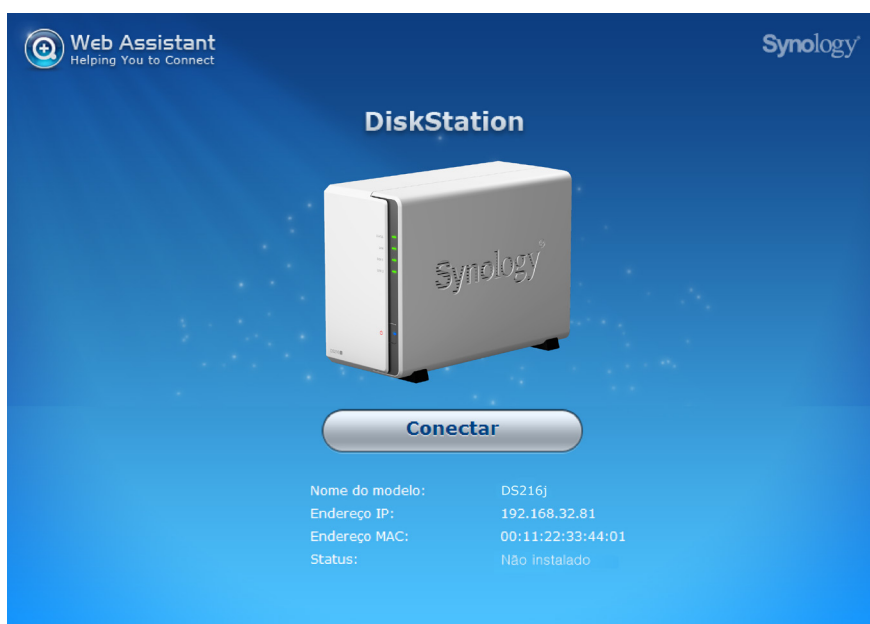 Web Assistant
Helping You to Connect
Synology
DiskStation
Synology
Conectar
Nome do modelo: DS216j
Endereço IP: 192.168.32.81
Endereço MAC: 00:11:22:33:44:01
Status: Não instalado